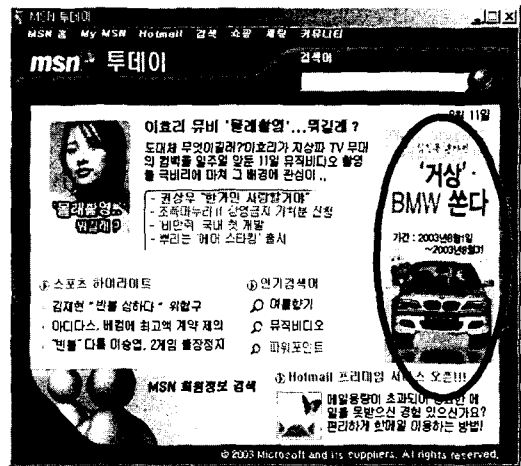 MSN 투데이
MSN 홈 My MSN Hotmail 검색 쇼핑 채팅 커뮤니티
msn 투데이
검색어
8월 11일
이효리 뮤비 '몰래촬영'...뭐길래 ?
도대체 무엇이길래?이효리가 지상파 TV 무대
의 컴백을 일주일 앞둔 11일 뮤직비디오 촬영
를 극비리에 마쳐 그 배경에 관심이 ..
몰래촬영..
뭐길래 ?
- 권상우 "한가인 사랑할거야"
- 조폭마누라II 상영금지 가처분 신청
- 비만쥐 국내 첫 개발
- 뿌리는 '헤어 스타킹' 출시
'거상'
BMW 쏜다
기간 : 2003년8월1일
~2003년8월31
스포츠 하이라이트
김재현 "빈볼 심하다" 위협구
아디다스, 베컴에 최고액 계약 제의
"빈볼" 다툼 이승엽, 2게임 출장정지
인기검색어
여름향기
뮤직비디오
파워포인트
MSN 회원정보 검색
Hotmail 프리미엄 서비스 오픈!!!
메일용량이 초과되어 중요한 메
일를 못받으신 경험 있으신가요?
편리하게 핫메일 이용하는 방법!
© 2003 Microsoft and its suppliers. All rights reserved.